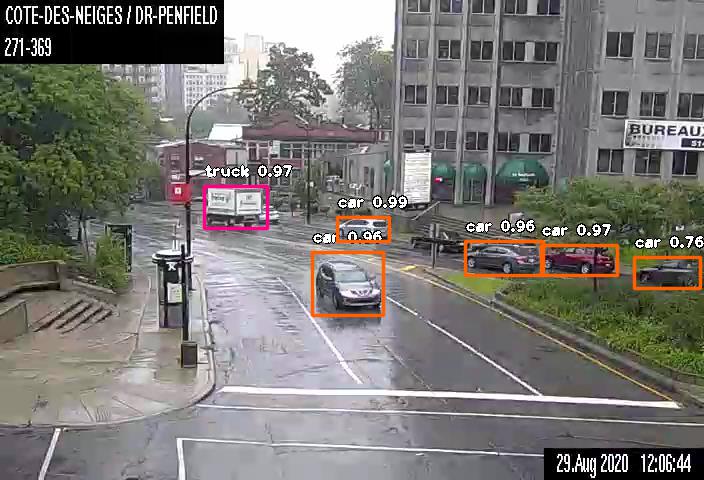 COTE-DES-NEIGES / DR-PENFIELD
271-369
truck 0.97
car 0.99
car 0.96
car 0.96
car 0.97
car 0.76
BUREAUX
514
29.Aug 2020 12:06:44